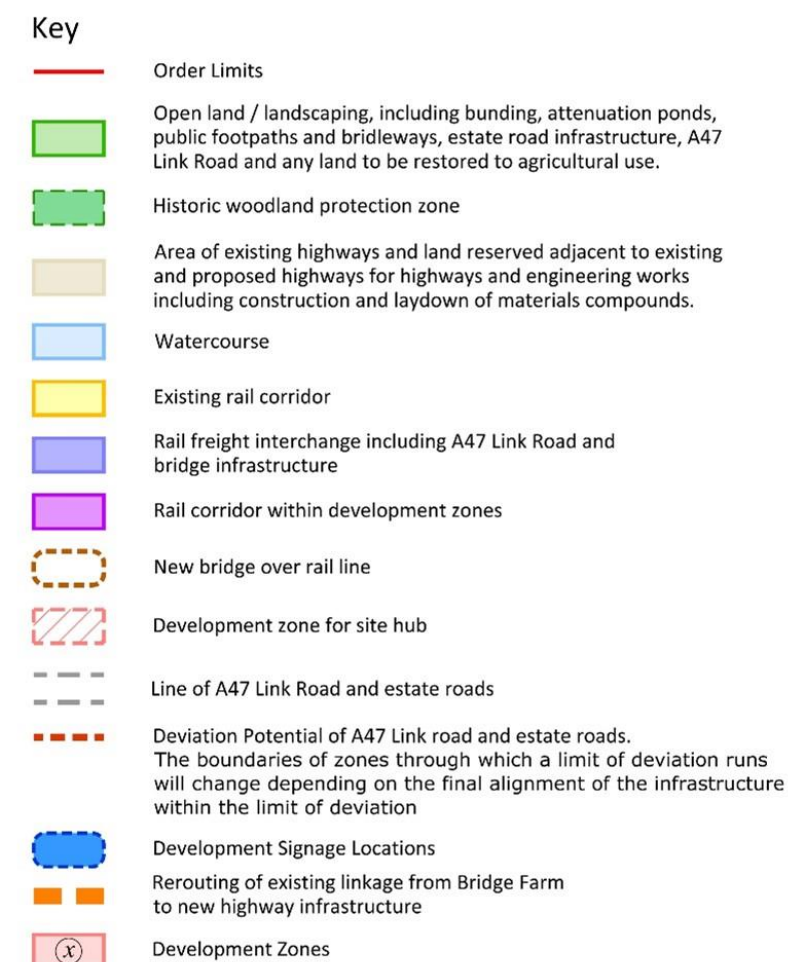 Key
Order Limits
Open land / landscaping, including bunding, attenuation ponds,
public footpaths and bridleways, estate road infrastructure, A47
Link Road and any land to be restored to agricultural use.
Historic woodland protection zone
Area of existing highways and land reserved adjacent to existing
and proposed highways for highways and engineering works
including construction and laydown of materials compounds.
Watercourse
Existing rail corridor
Rail freight interchange including A47 Link Road and
bridge infrastructure
Rail corridor within development zones
New bridge over rail line
Development zone for site hub
Line of A47 Link Road and estate roads
Deviation Potential of A47 Link road and estate roads.
The boundaries of zones through which a limit of deviation runs
will change depending on the final alignment of the infrastructure
within the limit of deviation
Development Signage Locations
Rerouting of existing linkage from Bridge Farm
to new highway infrastructure
x Development Zones